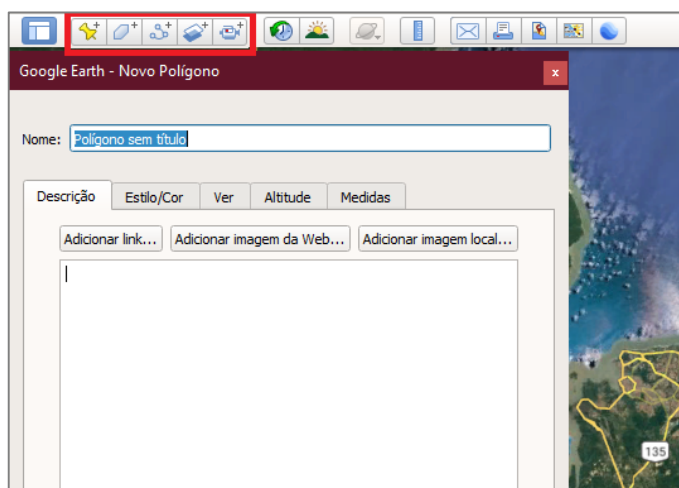 Google Earth - Novo Polígono
x
Nome: Polígono sem título
Descrição Estilo/Cor Ver Altitude Medidas
Adicionar link... Adicionar imagem da Web... Adicionar imagem local...
135